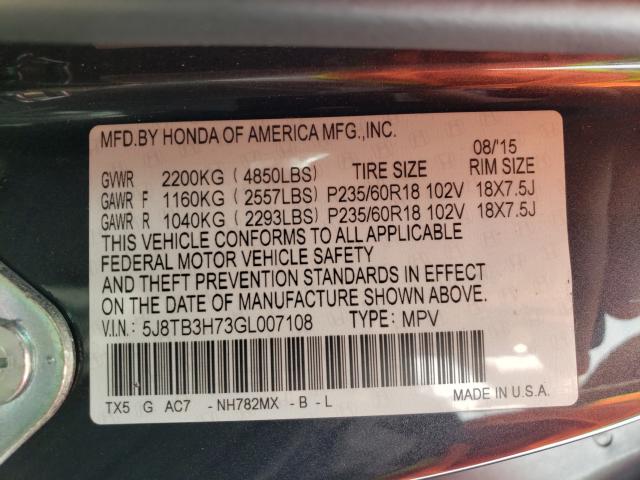 MFD.BY HONDA OF AMERICA MFG.,INC.
08/'15
GVWR 2200KG (4850LBS) TIRE SIZE RIM SIZE
GAWR F 1160KG (2557LBS) P235/60R18 102V 18X7.5J
GAWR R 1040KG (2293LBS) P235/60R18 102V 18X7.5J
THIS VEHICLE CONFORMS TO ALL APPLICABLE
FEDERAL MOTOR VEHICLE SAFETY
AND THEFT PREVENTION STANDARDS IN EFFECT
ON THE DATE OF MANUFACTURE SHOWN ABOVE.
V.I.N.: 5J8TB3H73GL007108 TYPE: MPV
TX5 G AC7 -NH782MX -B -L MADE IN U.S.A.